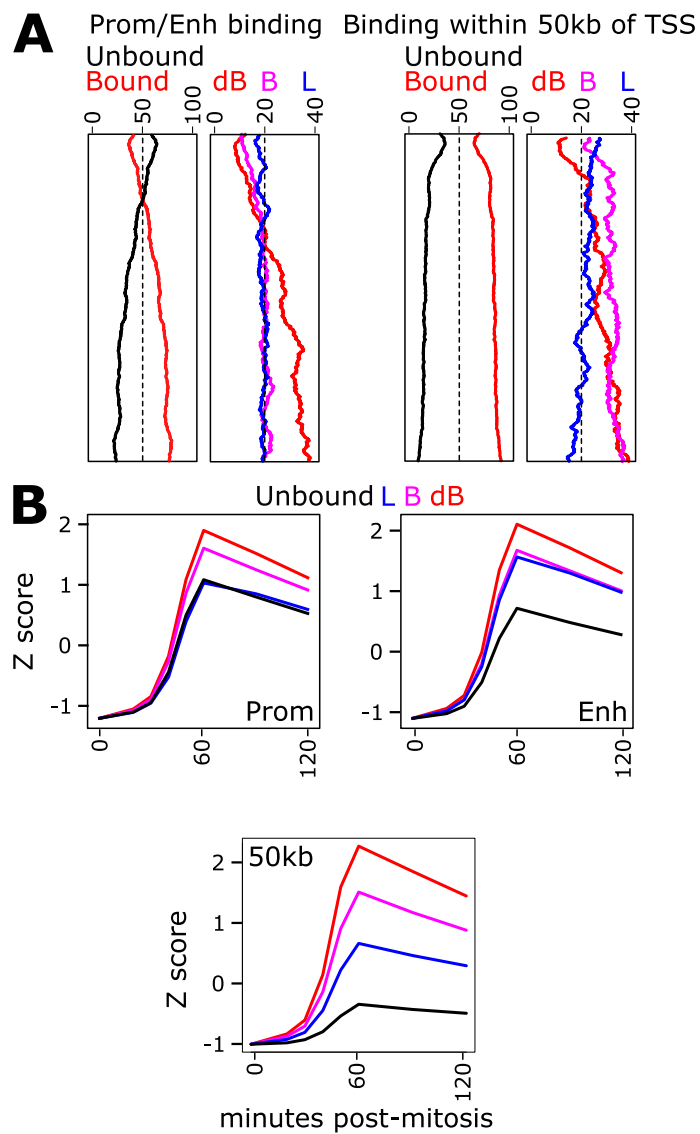 A
Prom/Enh binding
Binding within 50kb of TSS
Unbound
Bound
dB B L
Unbound
Bound
dB B L
0 50 100
0 20 40
0 50 100
0 20 40
B
Unbound L B dB
Z score
2
1
0
-1
0 60 120
Prom
2
1
0
-1
0 60 120
Enh
50kb
Z score
2
1
0
-1
0 60 120
minutes post-mitosis